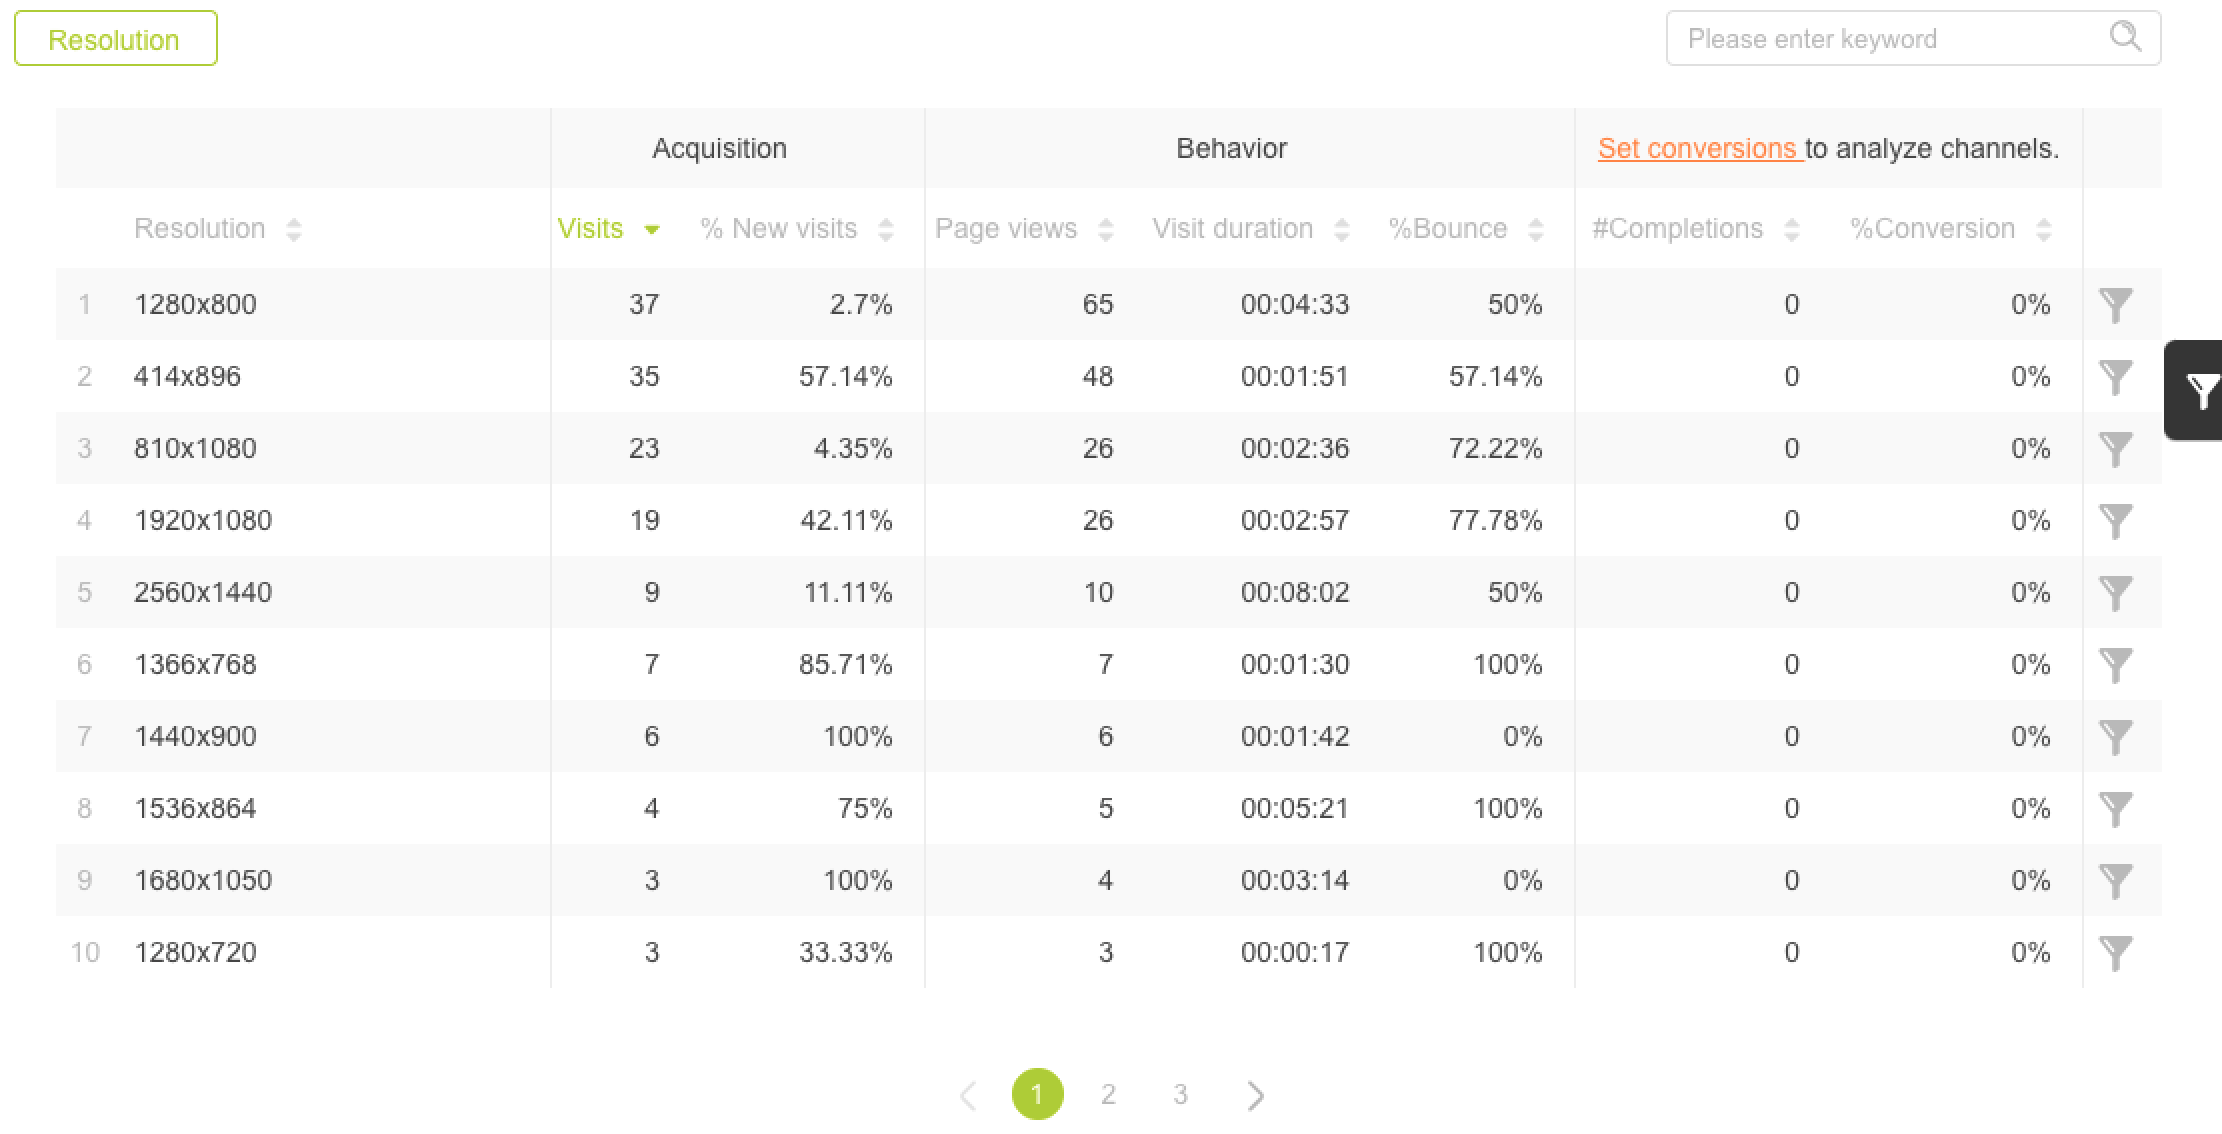 Resolution
Please enter keyword
Acquisition Behavior Set conversions to analyze channels.
Resolution Visits % New visits Page views Visit duration %Bounce #Completions %Conversion
1 1280x800 37 2.7% 65 00:04:33 50% 0 0%
2 414x896 35 57.14% 48 00:01:51 57.14% 0 0%
3 810x1080 23 4.35% 26 00:02:36 72.22% 0 0%
4 1920x1080 19 42.11% 26 00:02:57 77.78% 0 0%
5 2560x1440 9 11.11% 10 00:08:02 50% 0 0%
6 1366x768 7 85.71% 7 00:01:30 100% 0 0%
7 1440x900 6 100% 6 00:01:42 0% 0 0%
8 1536x864 4 75% 5 00:05:21 100% 0 0%
9 1680x1050 3 100% 4 00:03:14 0% 0 0%
10 1280x720 3 33.33% 3 00:00:17 100% 0 0%
1 2 3